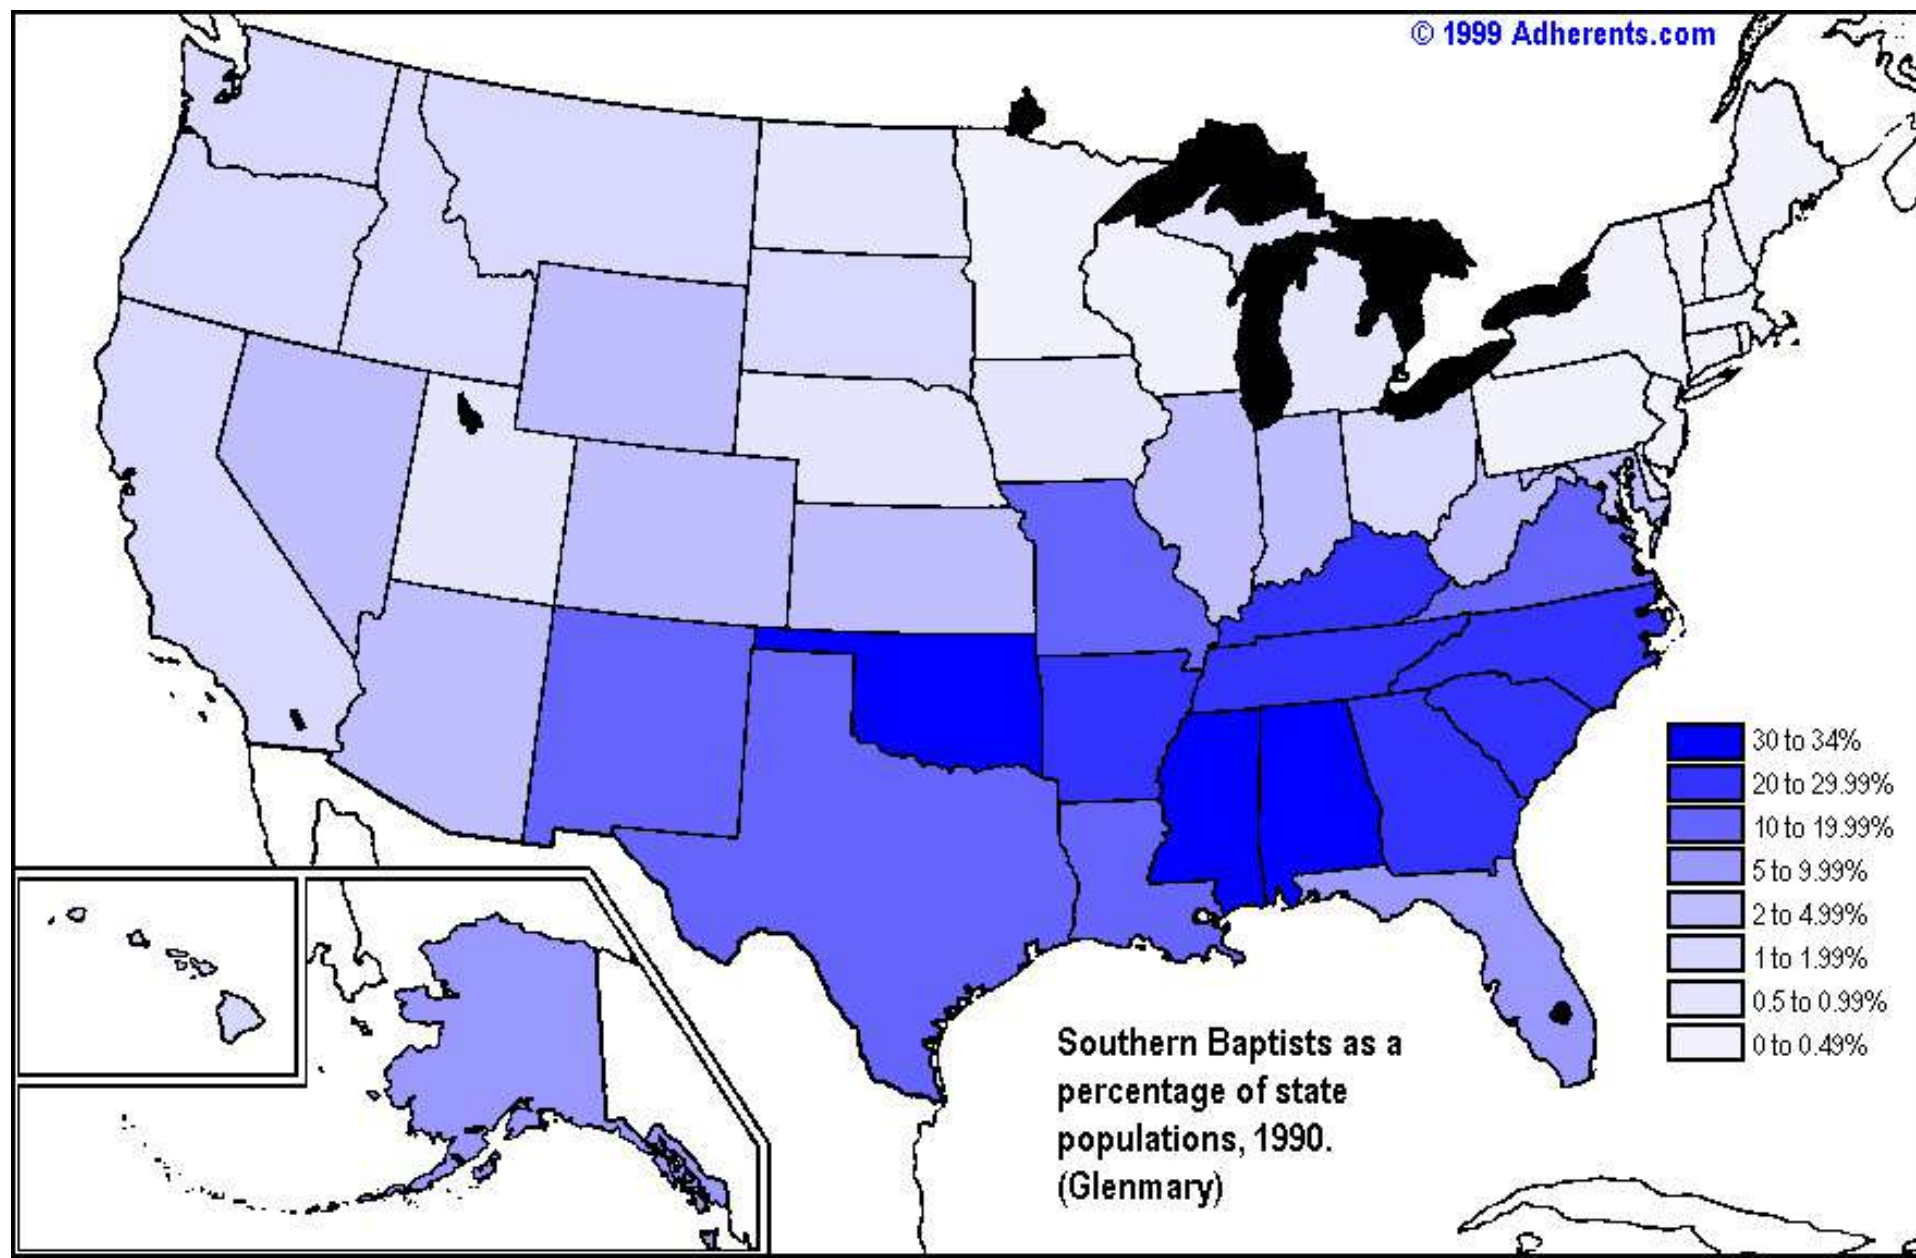 © 1999 Adherents.com
30 to 34%
20 to 29.99%
10 to 19.99%
5 to 9.99%
2 to 4.99%
1 to 1.99%
0.5 to 0.99%
0 to 0.49%
Southern Baptists as a
percentage of state
populations, 1990.
(Glenmary)